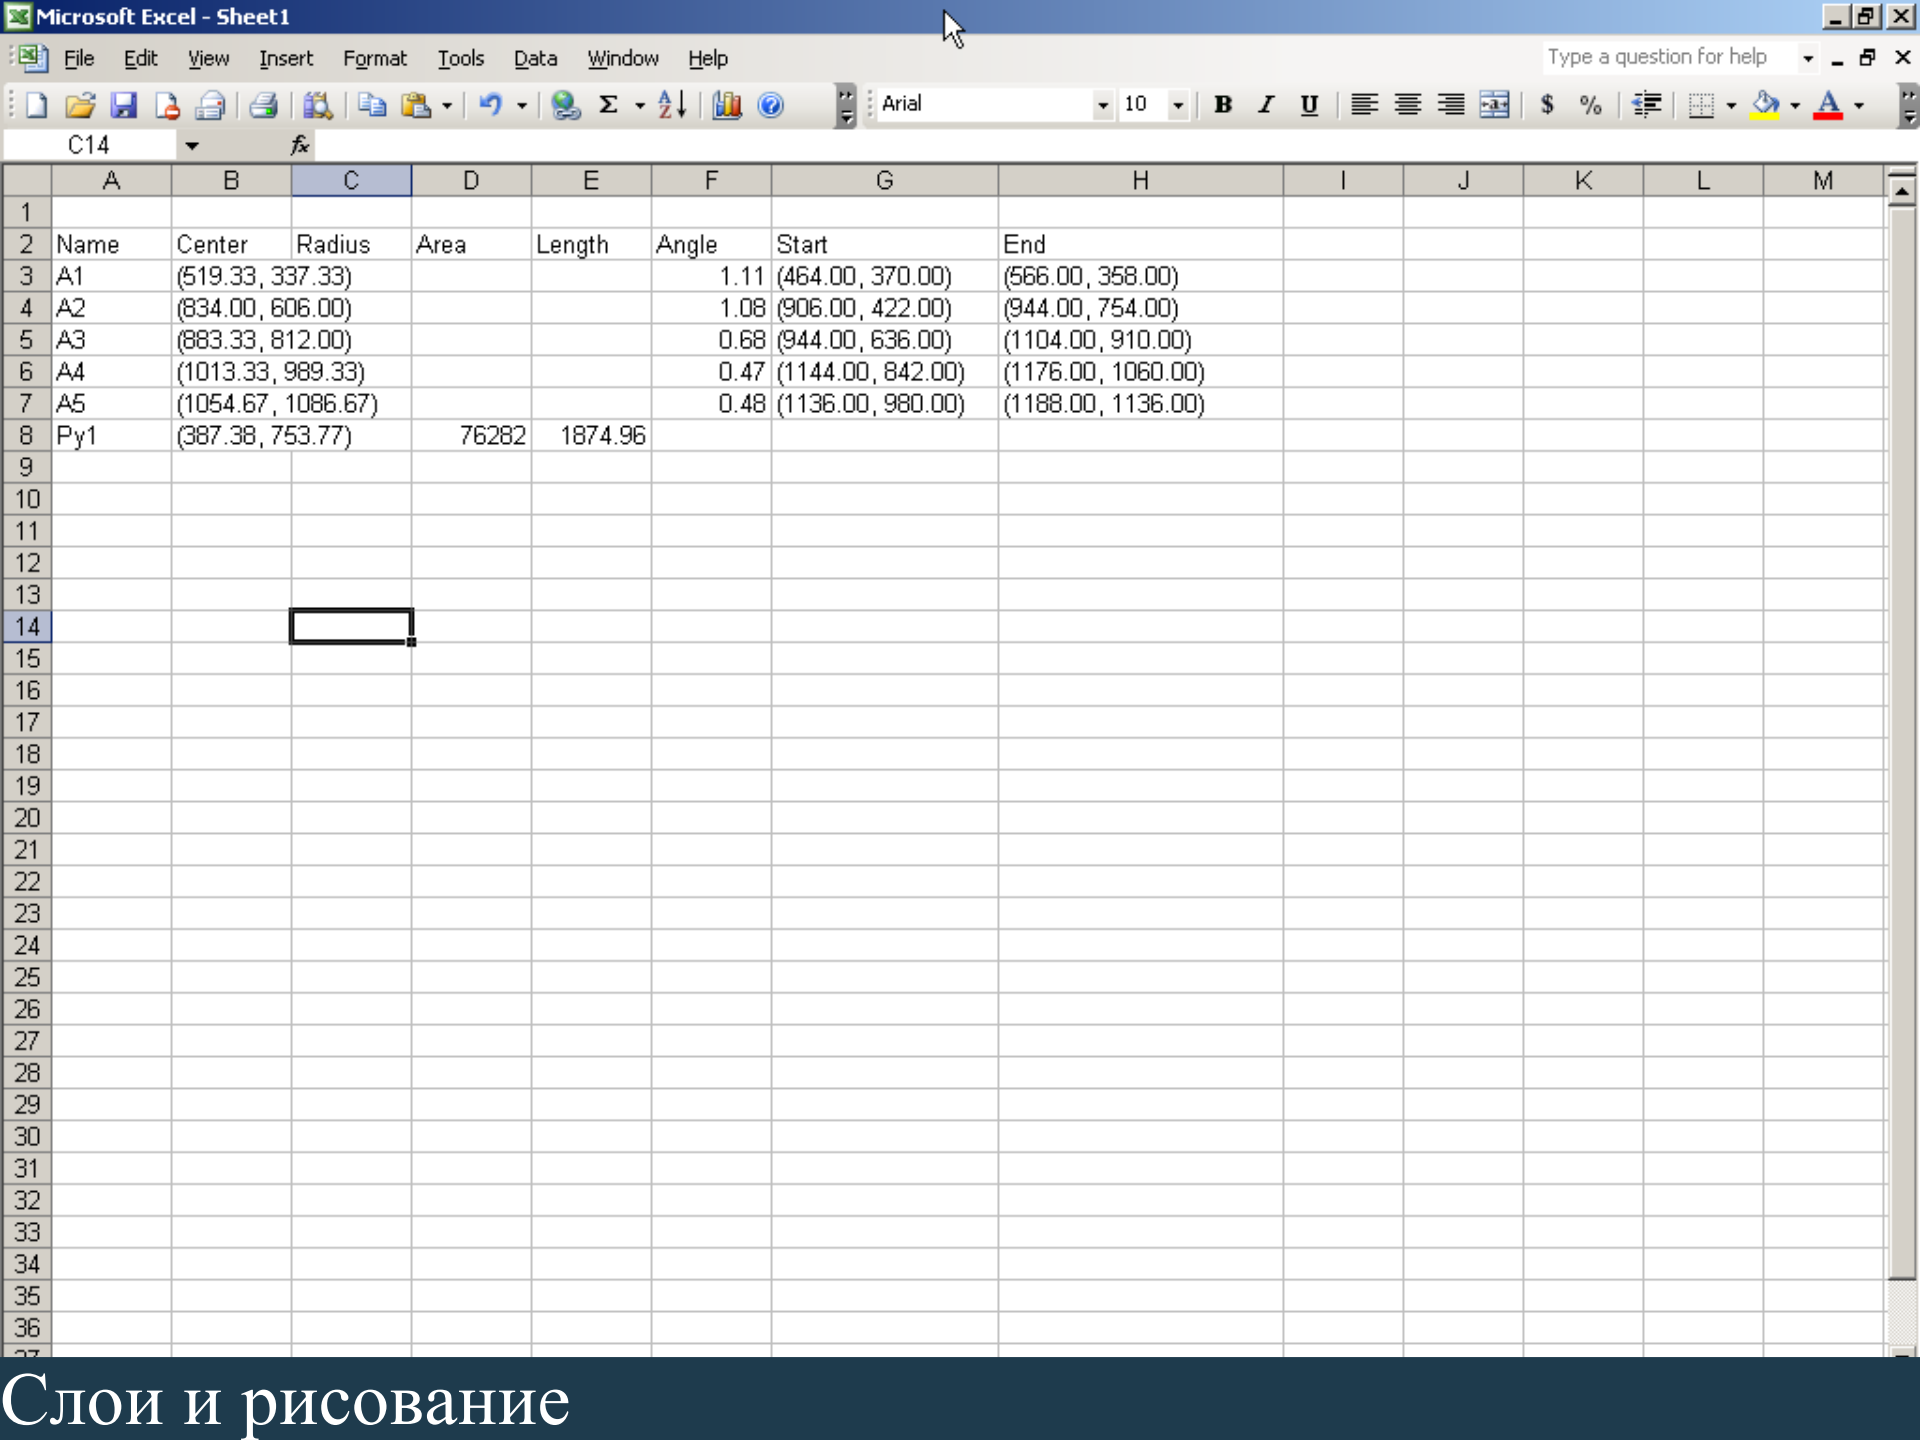 Microsoft Excel - Sheet1
File Edit View Insert Format Tools Data Window Help Type a question for help
Arial 10 B I U $ %
C14 fx
A B C D E F G H I J K L M
1
2 Name Center Radius Area Length Angle Start End
3 A1 (519.33, 337.33) 1.11 (464.00, 370.00) (566.00, 358.00)
4 A2 (834.00, 606.00) 1.08 (906.00, 422.00) (944.00, 754.00)
5 A3 (883.33, 812.00) 0.68 (944.00, 636.00) (1104.00, 910.00)
6 A4 (1013.33, 989.33) 0.47 (1144.00, 842.00) (1176.00, 1060.00)
7 A5 (1054.67, 1086.67) 0.48 (1136.00, 980.00) (1188.00, 1136.00)
8 Py1 (387.38, 753.77) 76282 1874.96
9
10
11
12
13
14
15
16
17
18
19
20
21
22
23
24
25
26
27
28
29
30
31
32
33
34
35
36
37
Слои и рисование